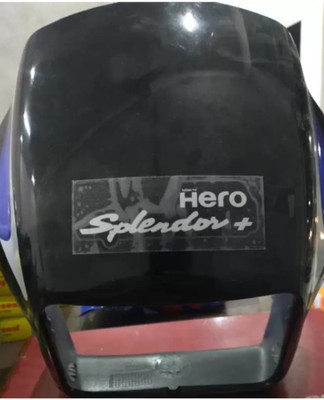 Hero
Splendor +